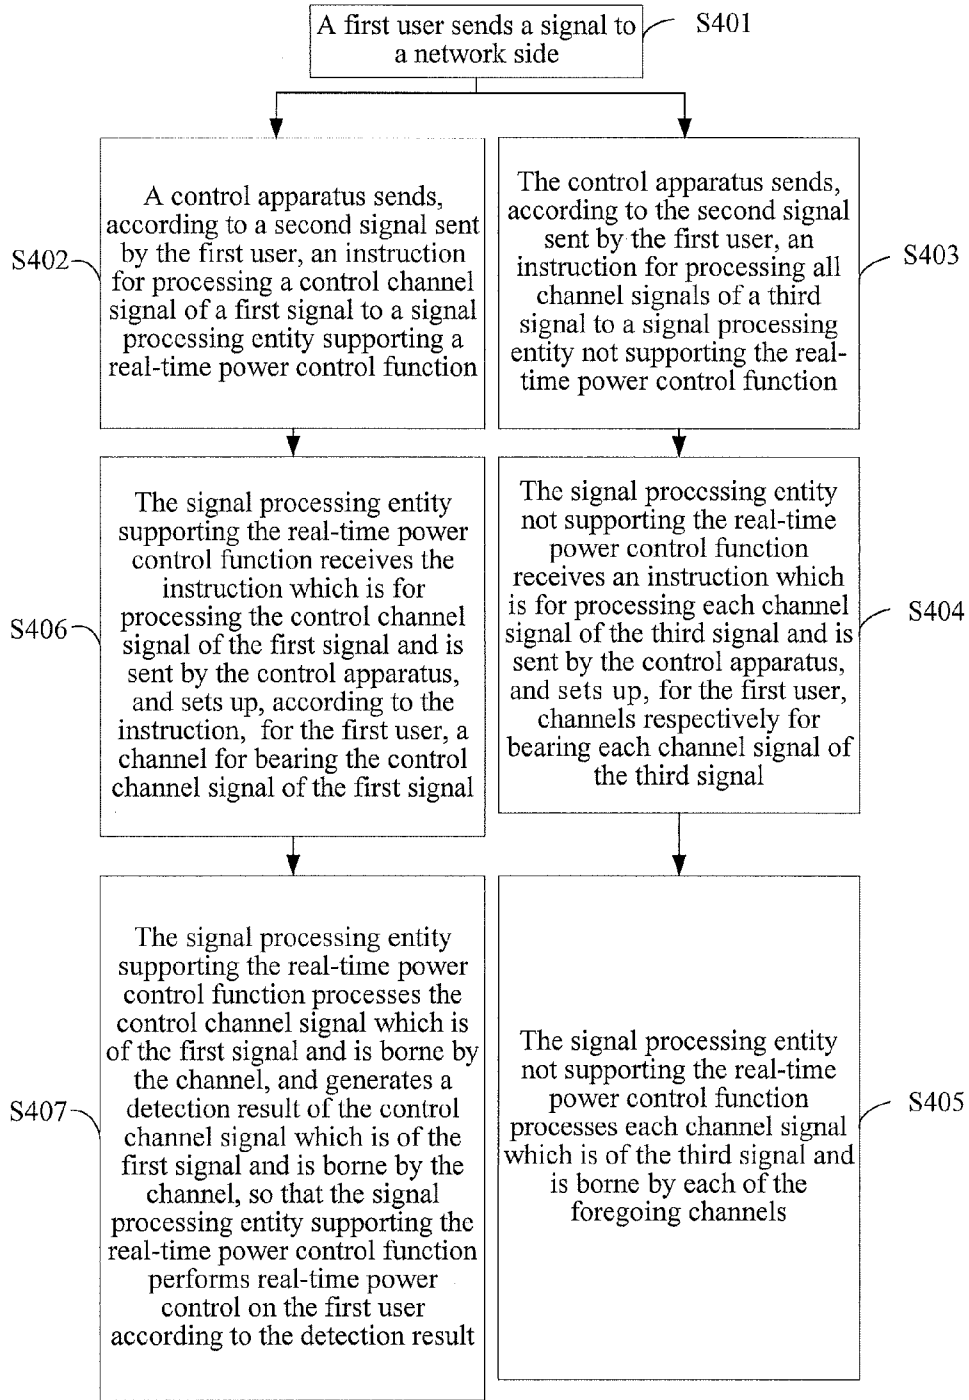 A first user sends a signal to
a network side
S401
A control apparatus sends,
according to a second signal sent
by the first user, an instruction
for processing a control channel
signal of a first signal to a signal
processing entity supporting a
real-time power control function
S402
The control apparatus sends,
according to the second signal
sent by the first user, an
instruction for processing all
channel signals of a third
signal to a signal processing
entity not supporting the real-
time power control function
S403
The signal processing entity
supporting the real-time power
control function receives the
instruction which is for
processing the control channel
signal of the first signal and is
sent by the control apparatus,
and sets up, according to the
instruction, for the first user, a
channel for bearing the control
channel signal of the first signal
S406
The signal processing entity
not supporting the real-time
power control function
receives an instruction which
is for processing each channel
signal of the third signal and is
sent by the control apparatus,
and sets up, for the first user,
channels respectively for
bearing each channel signal of
the third signal
S404
The signal processing entity
supporting the real-time power
control function processes the
control channel signal which is
of the first signal and is borne by
the channel, and generates a
detection result of the control
channel signal which is of the
first signal and is borne by the
channel, so that the signal
processing entity supporting the
real-time power control function
performs real-time power
control on the first user
according to the detection result
S407
The signal processing entity
not supporting the real-time
power control function
processes each channel signal
which is of the third signal and
is borne by each of the
foregoing channels
S405